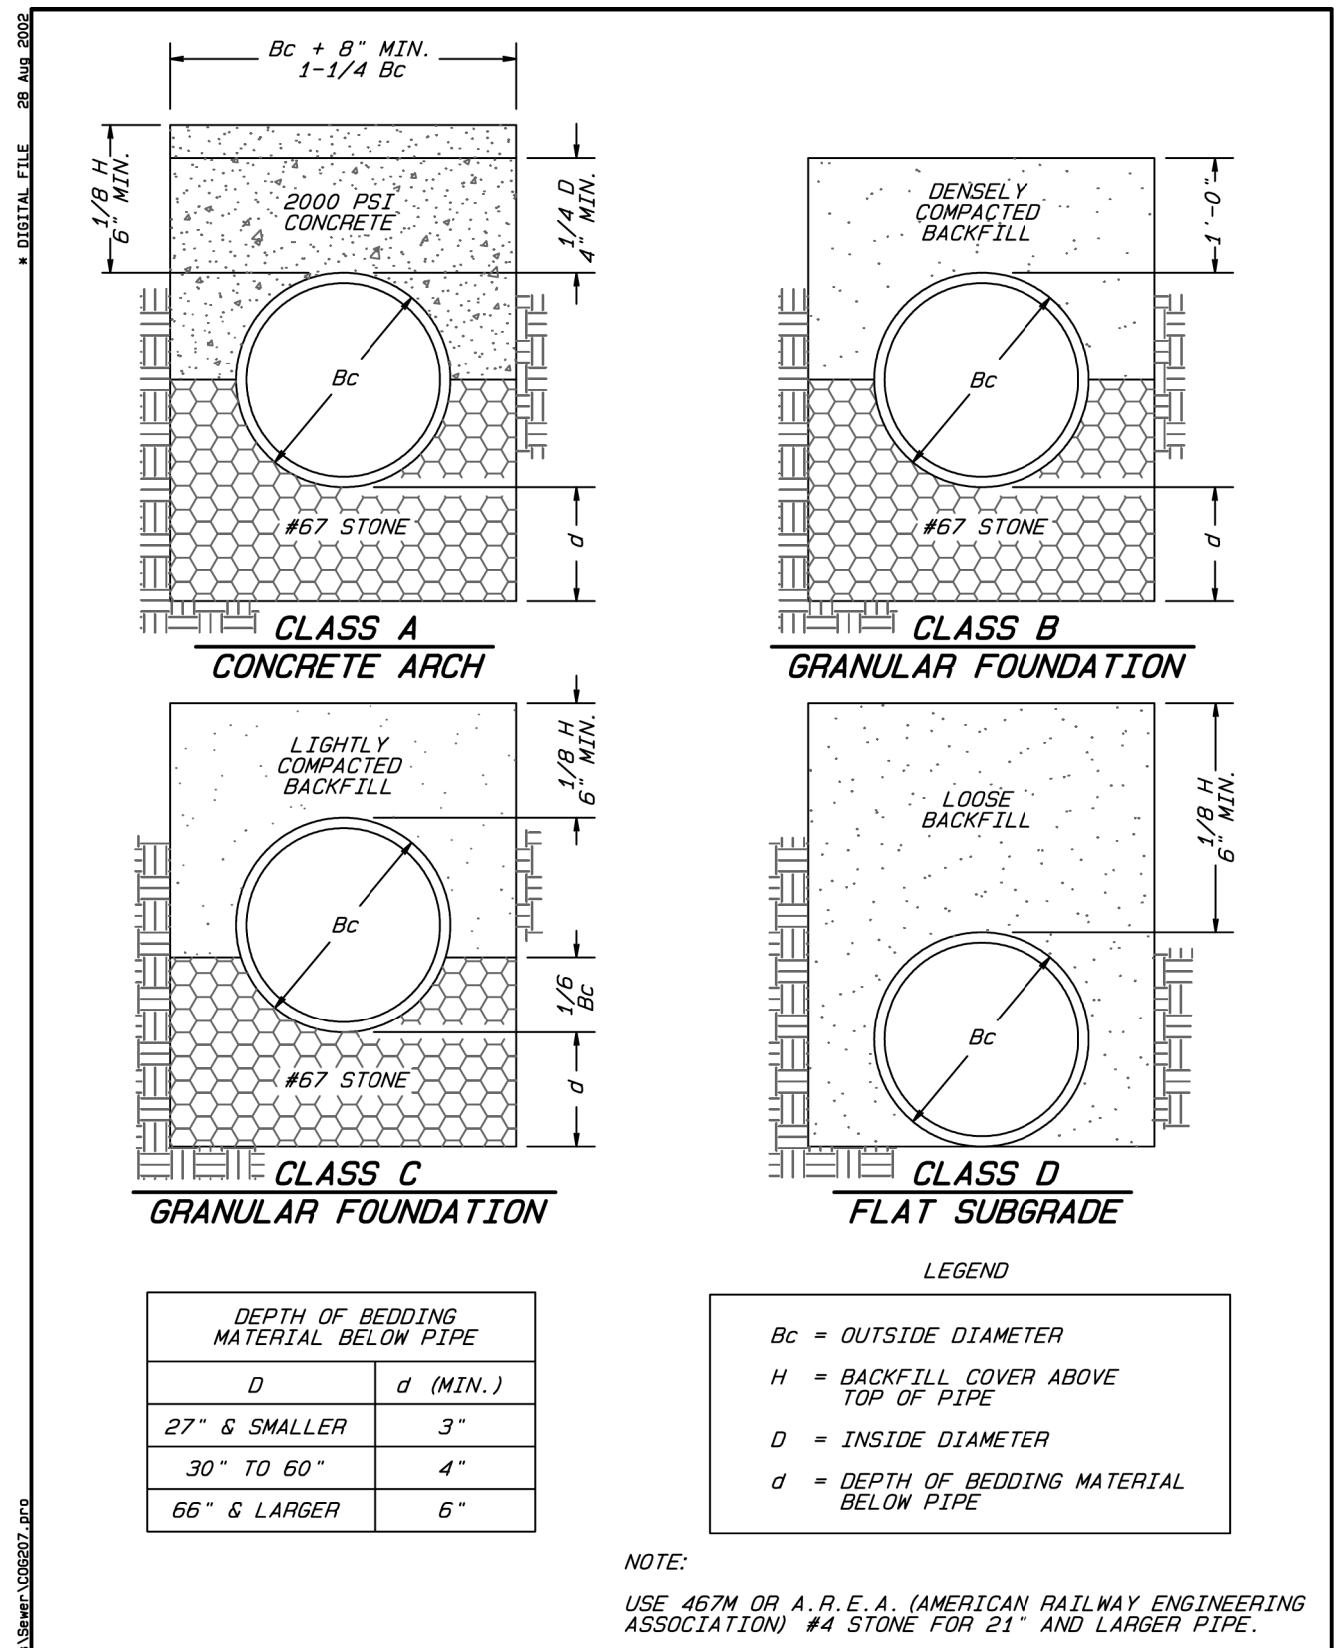 * DIGITAL FILE 28 Aug 2002
Bc + 8" MIN.
1-1/4 Bc
1/8 H
6" MIN.
2000 PSI
CONCRETE
1/4 D
4" MIN.
Bc
#67 STONE
d
CLASS A
CONCRETE ARCH
DENSELY
COMPACTED
BACKFILL
1'-0"
Bc
#67 STONE
d
CLASS B
GRANULAR FOUNDATION
LIGHTLY
COMPACTED
BACKFILL
1/8 H
6" MIN.
Bc
1/6
Bc
#67 STONE
d
CLASS C
GRANULAR FOUNDATION
LOOSE
BACKFILL
1/8 H
6" MIN.
Bc
CLASS D
FLAT SUBGRADE
DEPTH OF BEDDING
MATERIAL BELOW PIPE
D d (MIN.)
27" & SMALLER 3"
30" TO 60" 4"
66" & LARGER 6"
LEGEND
Bc = OUTSIDE DIAMETER
H = BACKFILL COVER ABOVE
TOP OF PIPE
D = INSIDE DIAMETER
d = DEPTH OF BEDDING MATERIAL
BELOW PIPE
NOTE:
USE 467M OR A.R.E.A. (AMERICAN RAILWAY ENGINEERING
ASSOCIATION) #4 STONE FOR 21" AND LARGER PIPE.
\Sewer\COG207.pro